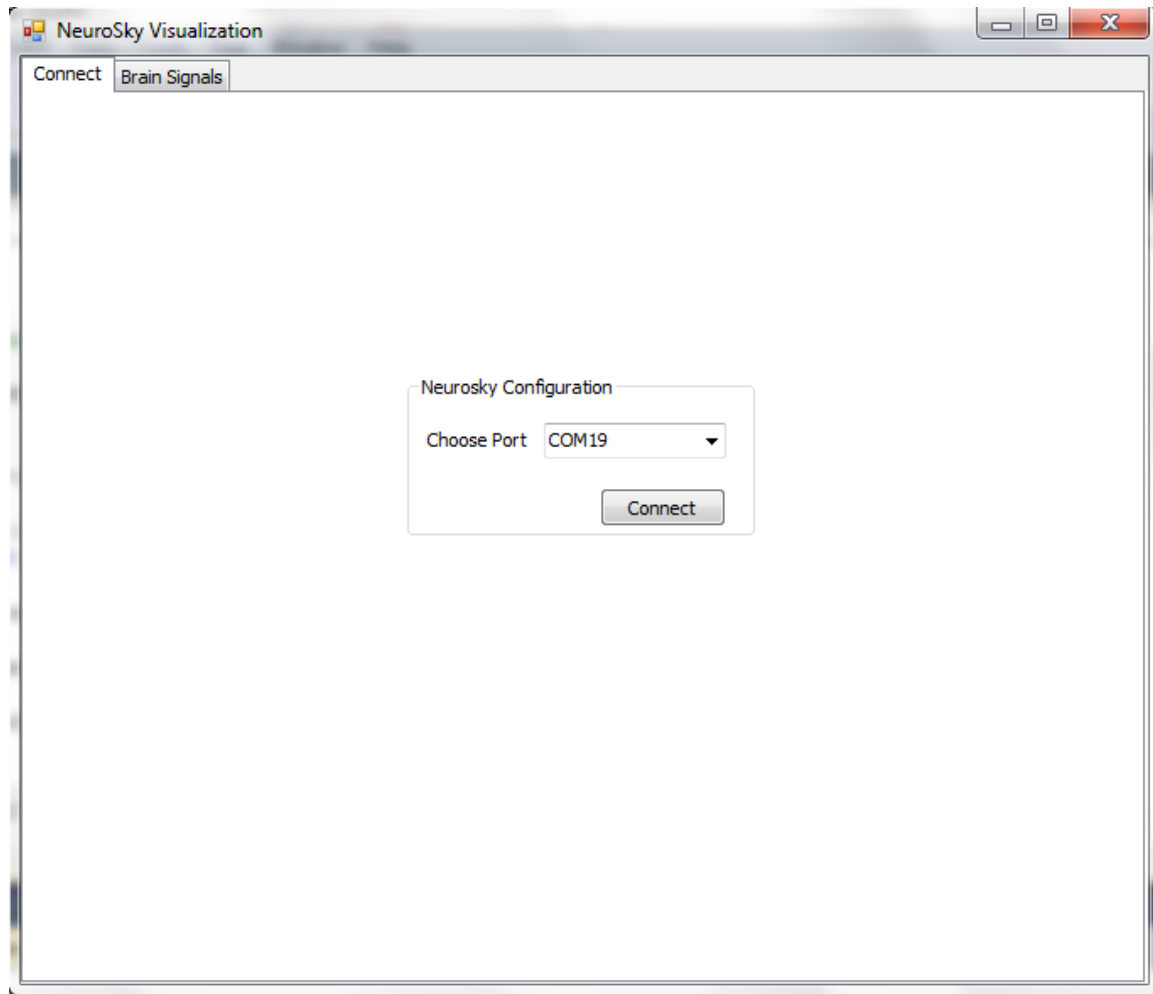 NeuroSky Visualization
Connect
Brain Signals
Neurosky Configuration
Choose Port COM19
Connect